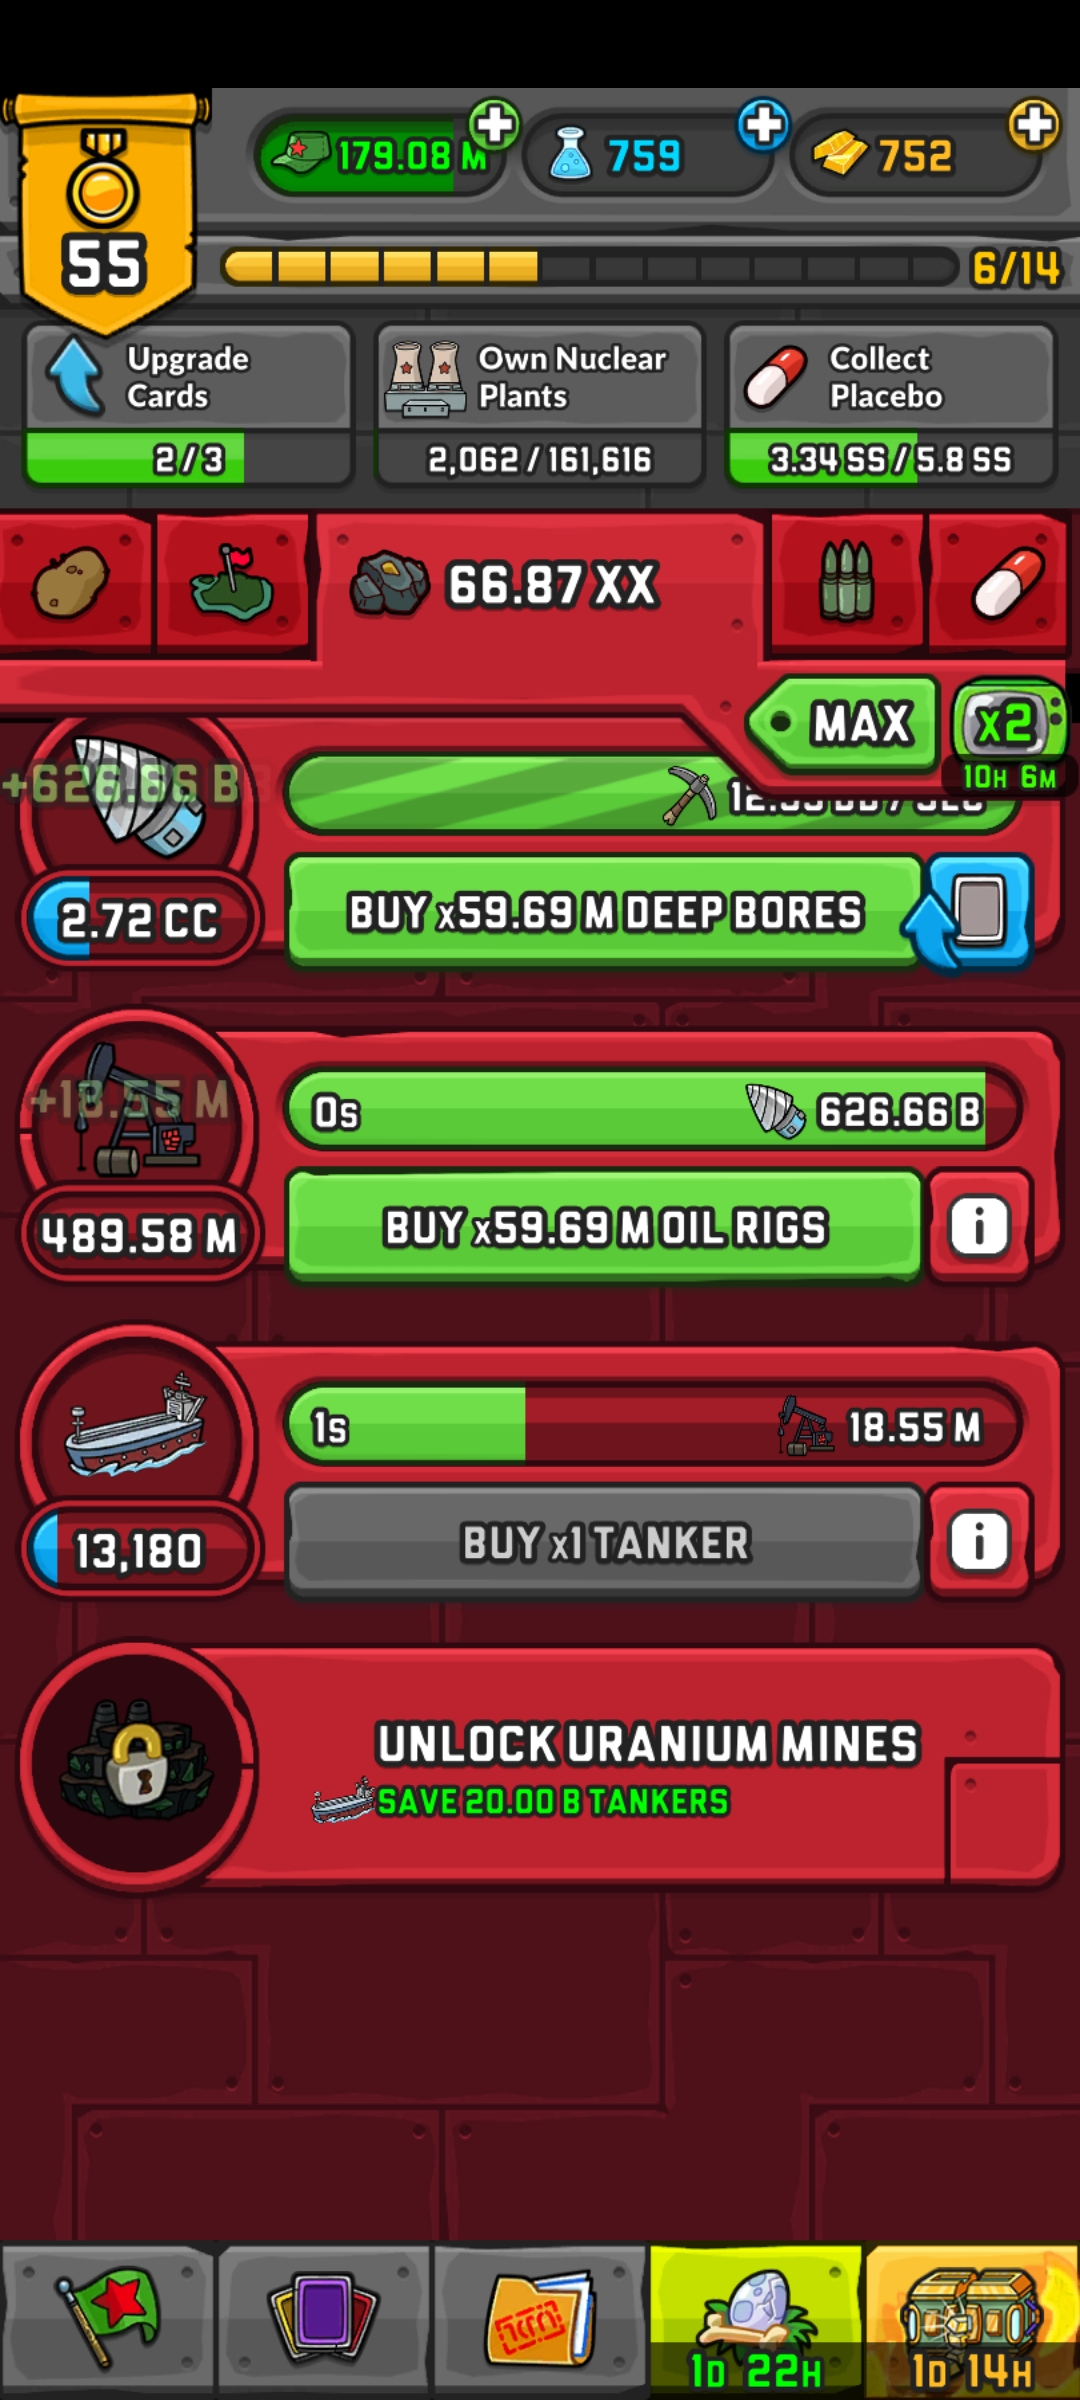 179.08 M
759
752
55
6/14
Upgrade
Cards
Own Nuclear
Plants
Collect
Placebo
2/3
2,062/161,616
3.34 SS/5.8 SS
66.87 XX
MAX
x2
10H 6M
+626.66 B
2.72 CC
BUY x59.69 M DEEP BORES
+18.55 M
0s
626.66 B
489.58 M
BUY x59.69 M OIL RIGS
i
1s
18.55 M
13,180
BUY x1 TANKER
i
UNLOCK URANIUM MINES
SAVE 20.00 B TANKERS
1D 22H
1D 14H